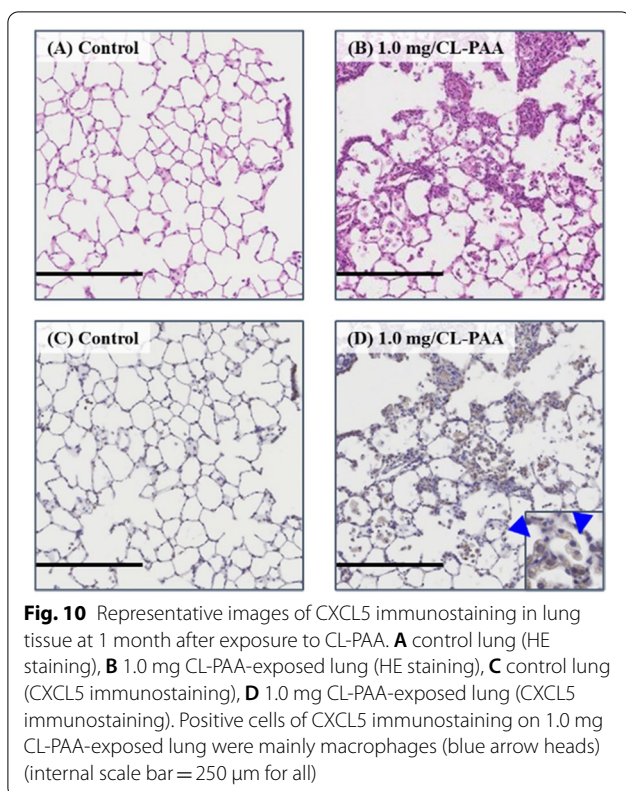 (A) Control
(B) 1.0 mg/CL-PAA
(C) Control
(D) 1.0 mg/CL-PAA
Fig. 10 Representative images of CXCL5 immunostaining in lung
tissue at 1 month after exposure to CL-PAA. A control lung (HE
staining), B 1.0 mg CL-PAA-exposed lung (HE staining), C control lung
(CXCL5 immunostaining), D 1.0 mg CL-PAA-exposed lung (CXCL5
immunostaining). Positive cells of CXCL5 immunostaining on 1.0 mg
CL-PAA-exposed lung were mainly macrophages (blue arrow heads)
(internal scale bar = 250 μm for all)